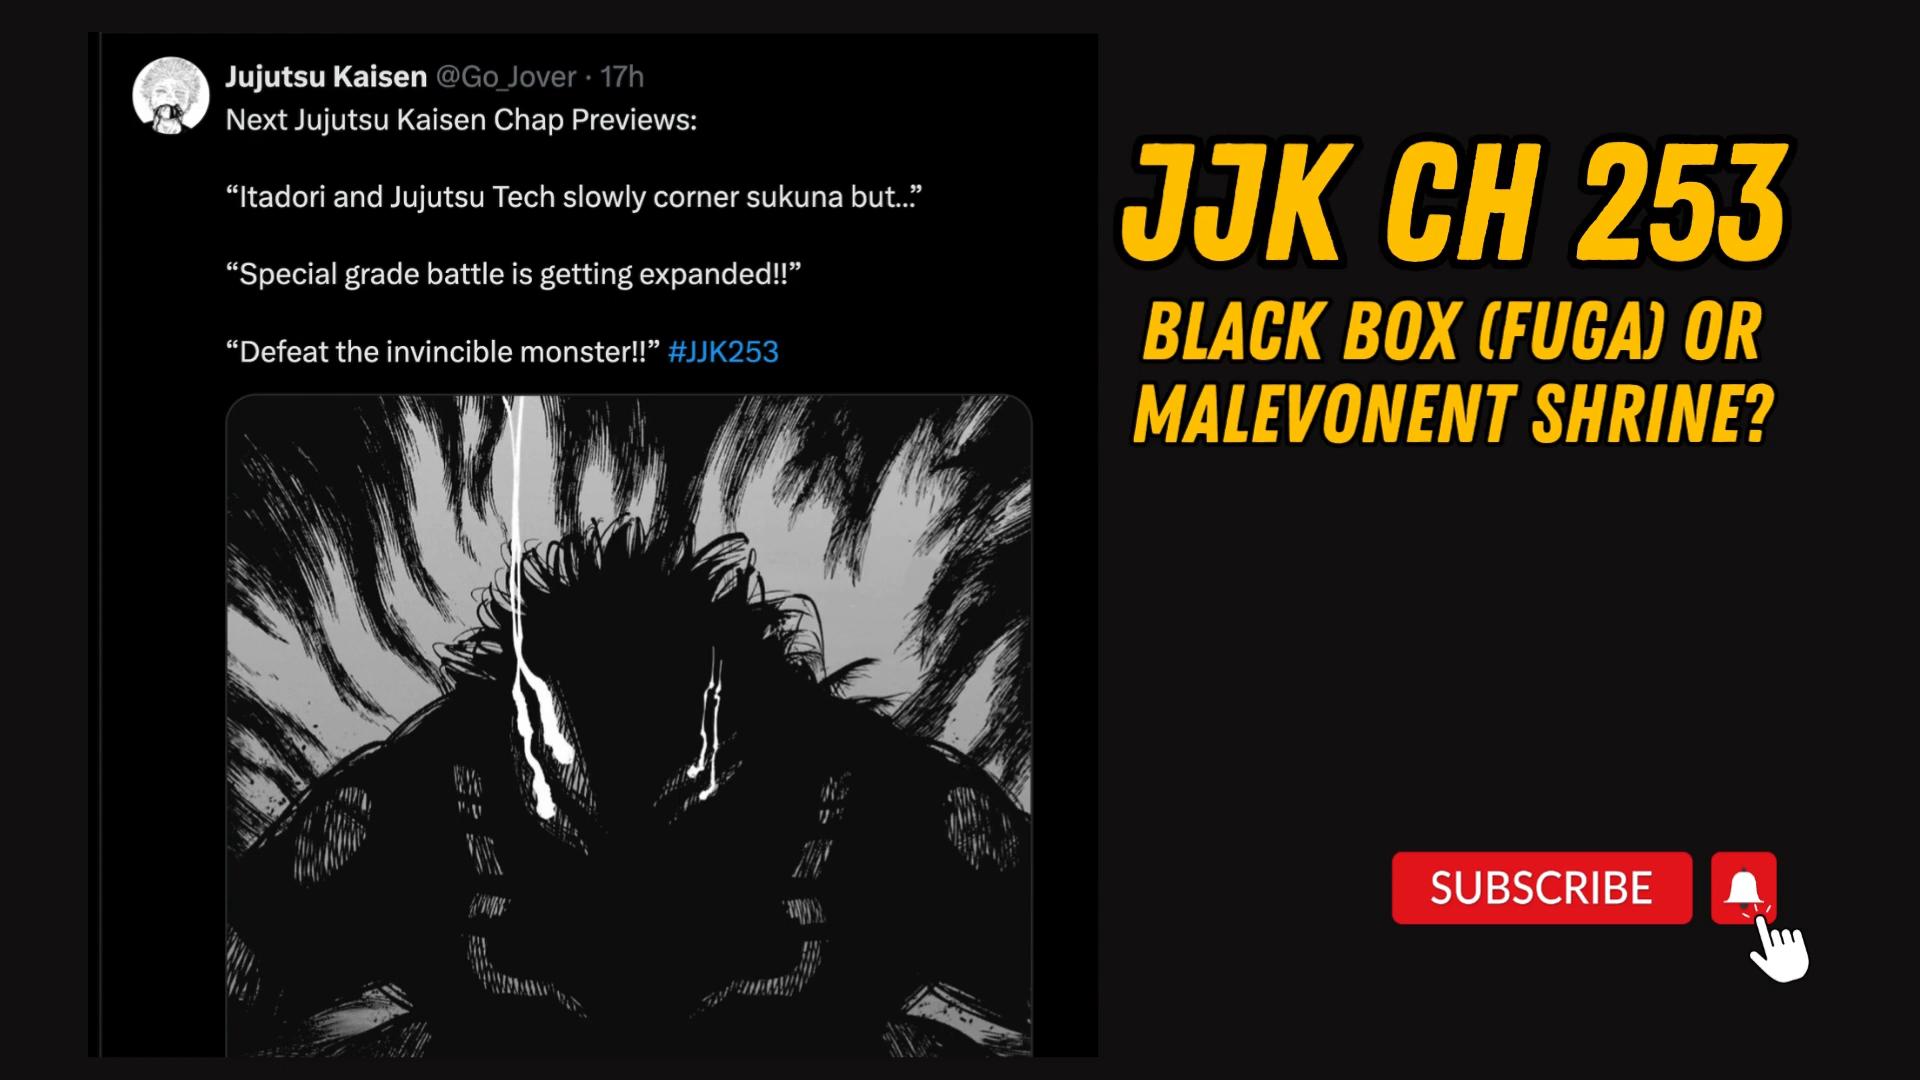 Jujutsu Kaisen @Go_Jover · 17h
Next Jujutsu Kaisen Chap Previews:
“Itadori and Jujutsu Tech slowly corner sukuna but...”
“Special grade battle is getting expanded!!”
“Defeat the invincible monster!!” #JJK253
JJK CH 253
BLACK BOX (FUGA) OR
MALEVONENT SHRINE?
SUBSCRIBE